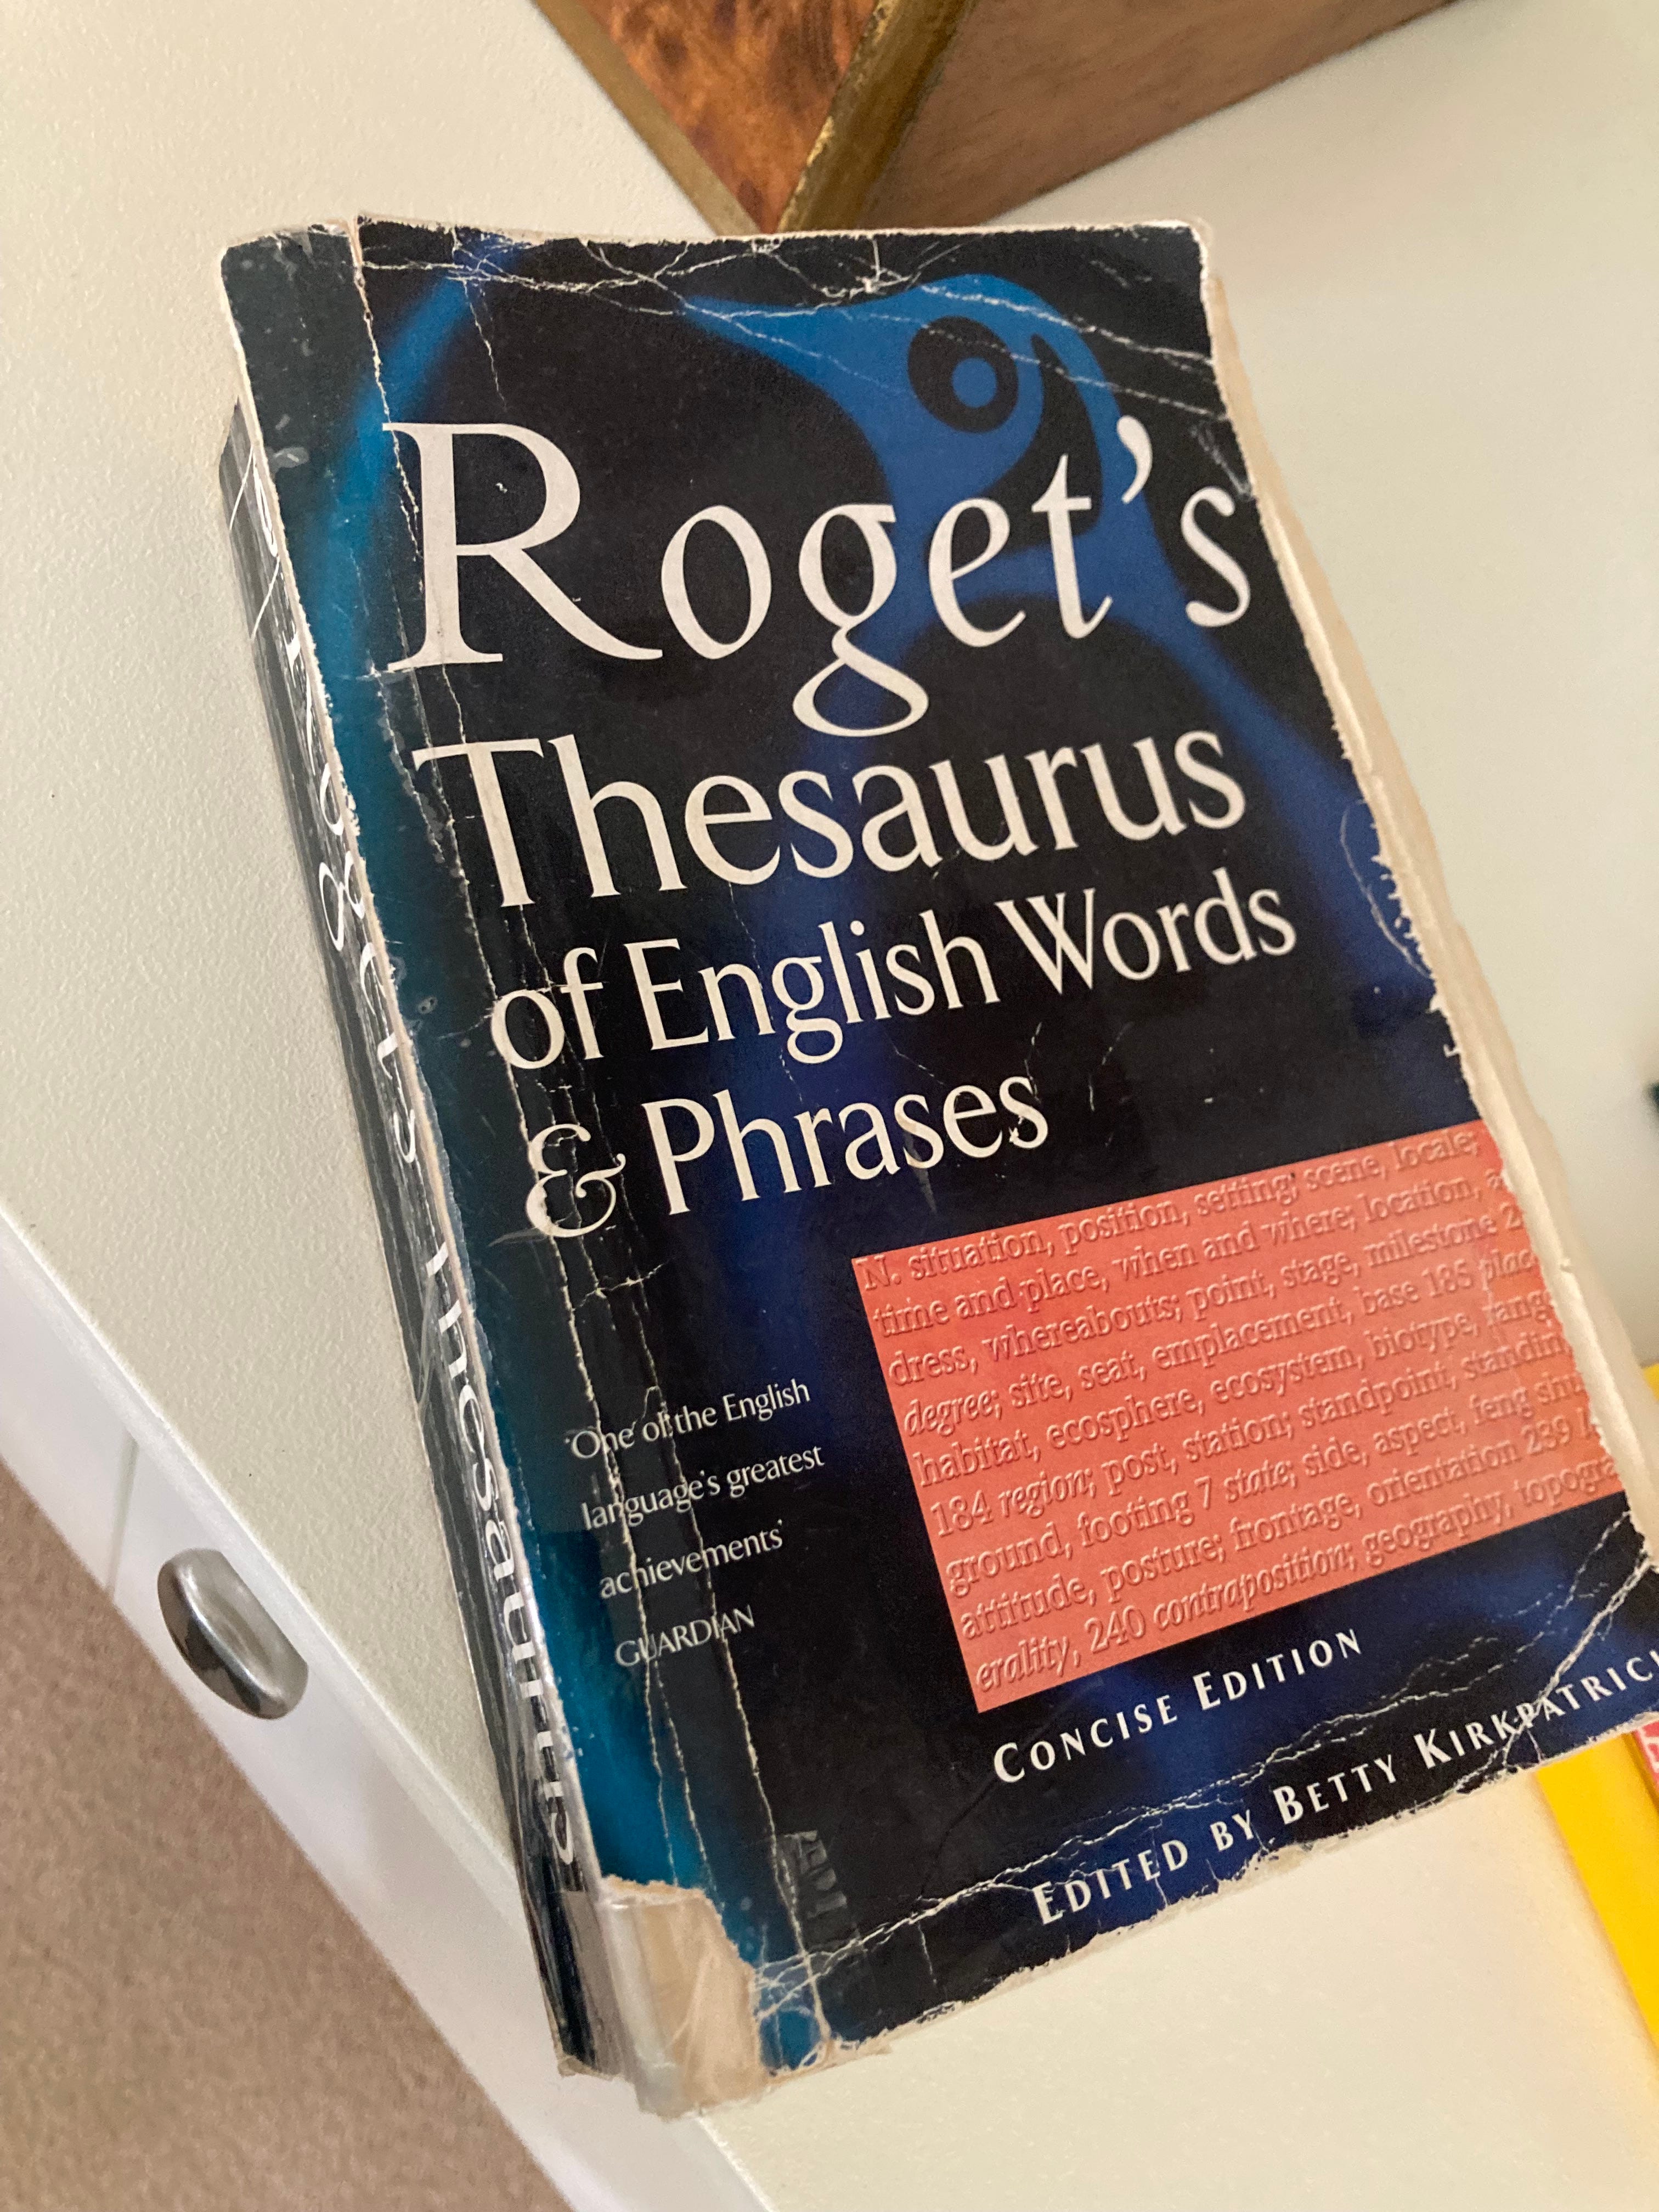 Roget's
Thesaurus
of English Words
& Phrases
'One of the English
language's greatest
achievements'
GUARDIAN
N. situation, position, setting, scene, locale;
time and place, when and where; location,
dress, whereabouts; point, stage, milestone
degree; site, seat, emplacement, base 185
habitat, ecosphere, ecosystem, biotype,
184 region; post, station; standpoint,
ground, footing 7 state; side, aspect, feng
attitude, posture; frontage, orientation 239
erality, 240 contraposition; geography,
CONCISE EDITION
EDITED BY BETTY KIRKPATRICK
Roget's Thesaurus